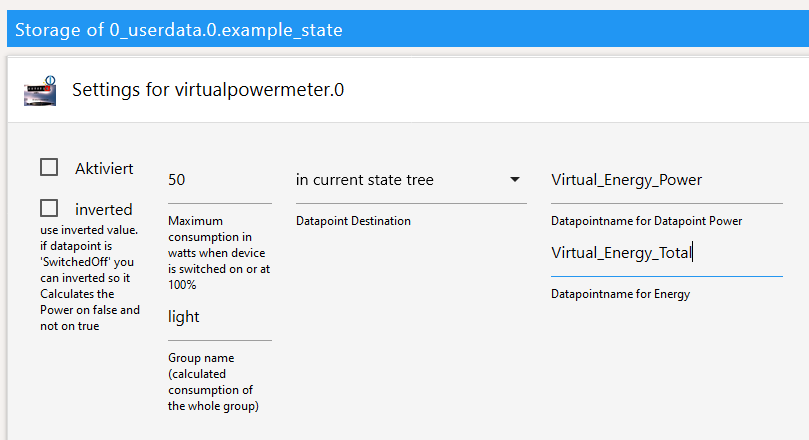 Storage of 0_userdata.0.example_state
Settings for virtualpowermeter.0
Aktiviert
inverted
use inverted value.
if datapoint is
'SwitchedOff' you
can inverted so it
Calculates the
Power on false and
not on true
50
Maximum
consumption in
watts when device
is switched on or at
100%
light
Group name
(calculated
consumption of
the whole group)
in current state tree
Datapoint Destination
Virtual_Energy_Power
Datapointname for Datapoint Power
Virtual_Energy_Total
Datapointname for Energy